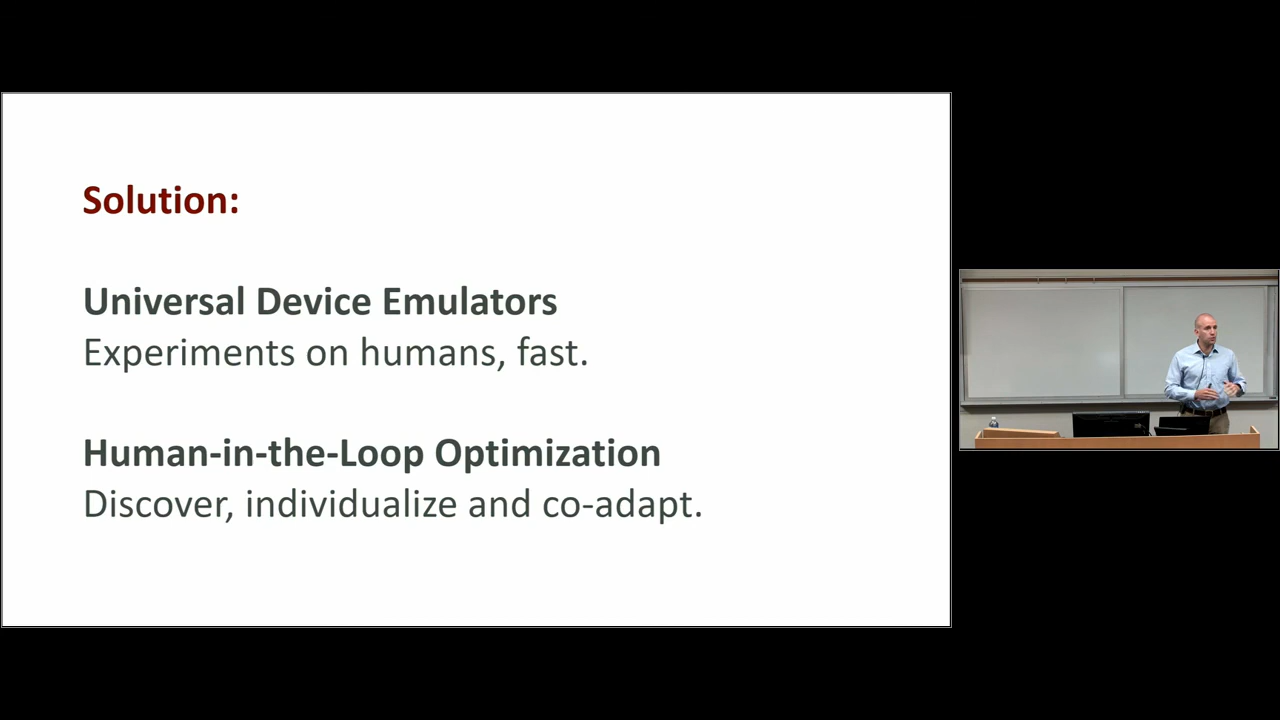 Solution:
Universal Device Emulators
Experiments on humans, fast.
Human-in-the-Loop Optimization
Discover, individualize and co-adapt.